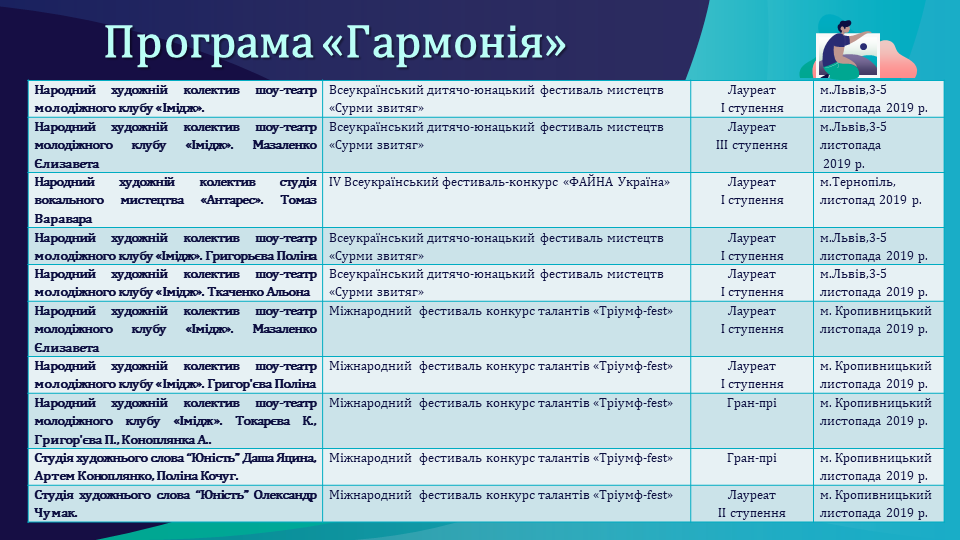 Програма «Гармонія»
Народний художній колектив шоу-театр
молодіжного клубу «Імідж».
Всеукраїнський дитячо-юнацький фестиваль мистецтв
«Сурми звитяг»
Лауреат
І ступення
м.Львів,3-5
листопада 2019 р.
Народний художній колектив шоу-театр
молодіжного клубу «Імідж». Мазаленко
Єлизавета
Всеукраїнський дитячо-юнацький фестиваль мистецтв
«Сурми звитяг»
Лауреат
ІІІ ступення
м.Львів,3-5
листопада
2019 р.
Народний художній колектив студія
вокального мистецтва «Антарес». Томаз
Варавара
IV Всеукраїнський фестиваль-конкурс «ФАЙНА Україна»
Лауреат
І ступення
м.Тернопіль,
листопад 2019 р.
Народний художній колектив шоу-театр
молодіжного клубу «Імідж». Григорьєва Поліна
Всеукраїнський дитячо-юнацький фестиваль мистецтв
«Сурми звитяг»
Лауреат
І ступення
м.Львів,3-5
листопада 2019 р.
Народний художній колектив шоу-театр
молодіжного клубу «Імідж». Ткаченко Альона
Всеукраїнський дитячо-юнацький фестиваль мистецтв
«Сурми звитяг»
Лауреат
І ступення
м.Львів,3-5
листопада 2019 р.
Народний художній колектив шоу-театр
молодіжного клубу «Імідж». Мазаленко
Єлизавета
Міжнародний фестиваль конкурс талантів «Тріумф-fest»
Лауреат
І ступення
м. Кропивницький
листопада 2019 р.
Народний художній колектив шоу-театр
молодіжного клубу «Імідж». Григор'єва Поліна
Міжнародний фестиваль конкурс талантів «Тріумф-fest»
Лауреат
І ступення
м. Кропивницький
листопада 2019 р.
Народний художній колектив шоу-театр
молодіжного клубу «Імідж». Токарєва К.,
Григор'єва П., Коноплянка А..
Міжнародний фестиваль конкурс талантів «Тріумф-fest»
Гран-прі
м. Кропивницький
листопада 2019 р.
Студія художнього слова “Юність” Даша Яцина,
Артем Коноплянко, Поліна Кочуг.
Міжнародний фестиваль конкурс талантів «Тріумф-fest»
Гран-прі
м. Кропивницький
листопада 2019 р.
Студія художнього слова “Юність” Олександр
Чумак.
Міжнародний фестиваль конкурс талантів «Тріумф-fest»
Лауреат
ІІ ступення
м. Кропивницький
листопада 2019 р.